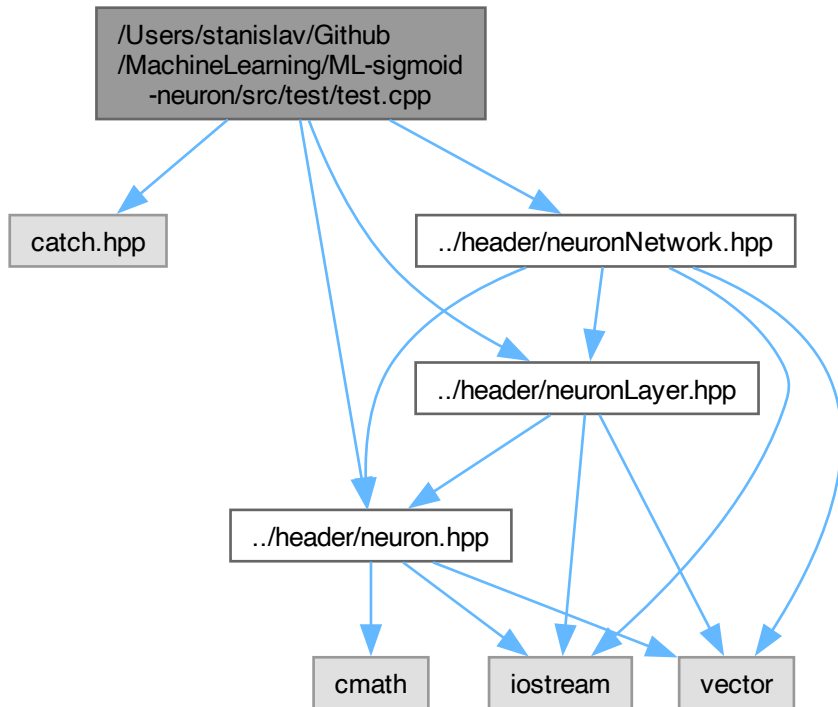 /Users/stanislav/Github
/MachineLearning/ML-sigmoid
-neuron/src/test/test.cpp
catch.hpp
../header/neuronNetwork.hpp
../header/neuronLayer.hpp
../header/neuron.hpp
cmath
iostream
vector